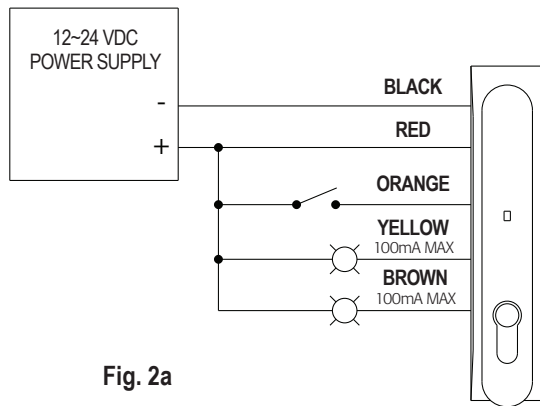 12~24 VDC
POWER SUPPLY
-
+
BLACK
RED
ORANGE
YELLOW
100mA MAX
BROWN
100mA MAX
Fig. 2a